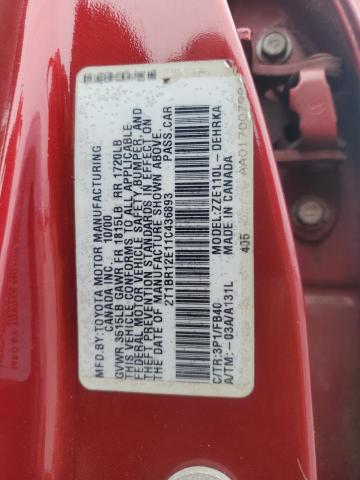 MFD.BY:TOYOTA MOTOR MANUFACTURING
CANADA INC. 10/00
GVWR 3515LB GAWR FR 1815LB RR 1720LB
THIS VEHICLE CONFORMS TO ALL APPLICABLE
FEDERAL MOTOR VEHICLE SAFETY, BUMPER, AND
THEFT PREVENTION STANDARDS IN EFFECT ON
THE DATE OF MANUFACTURE SHOWN ABOVE.
2T1BR12E11C436893 PASS.CAR
C/TR:3P1/FB40 MODEL:ZZE110L-
A/TM:-03A/A131L DEHRKA
MADE IN CANADA
405